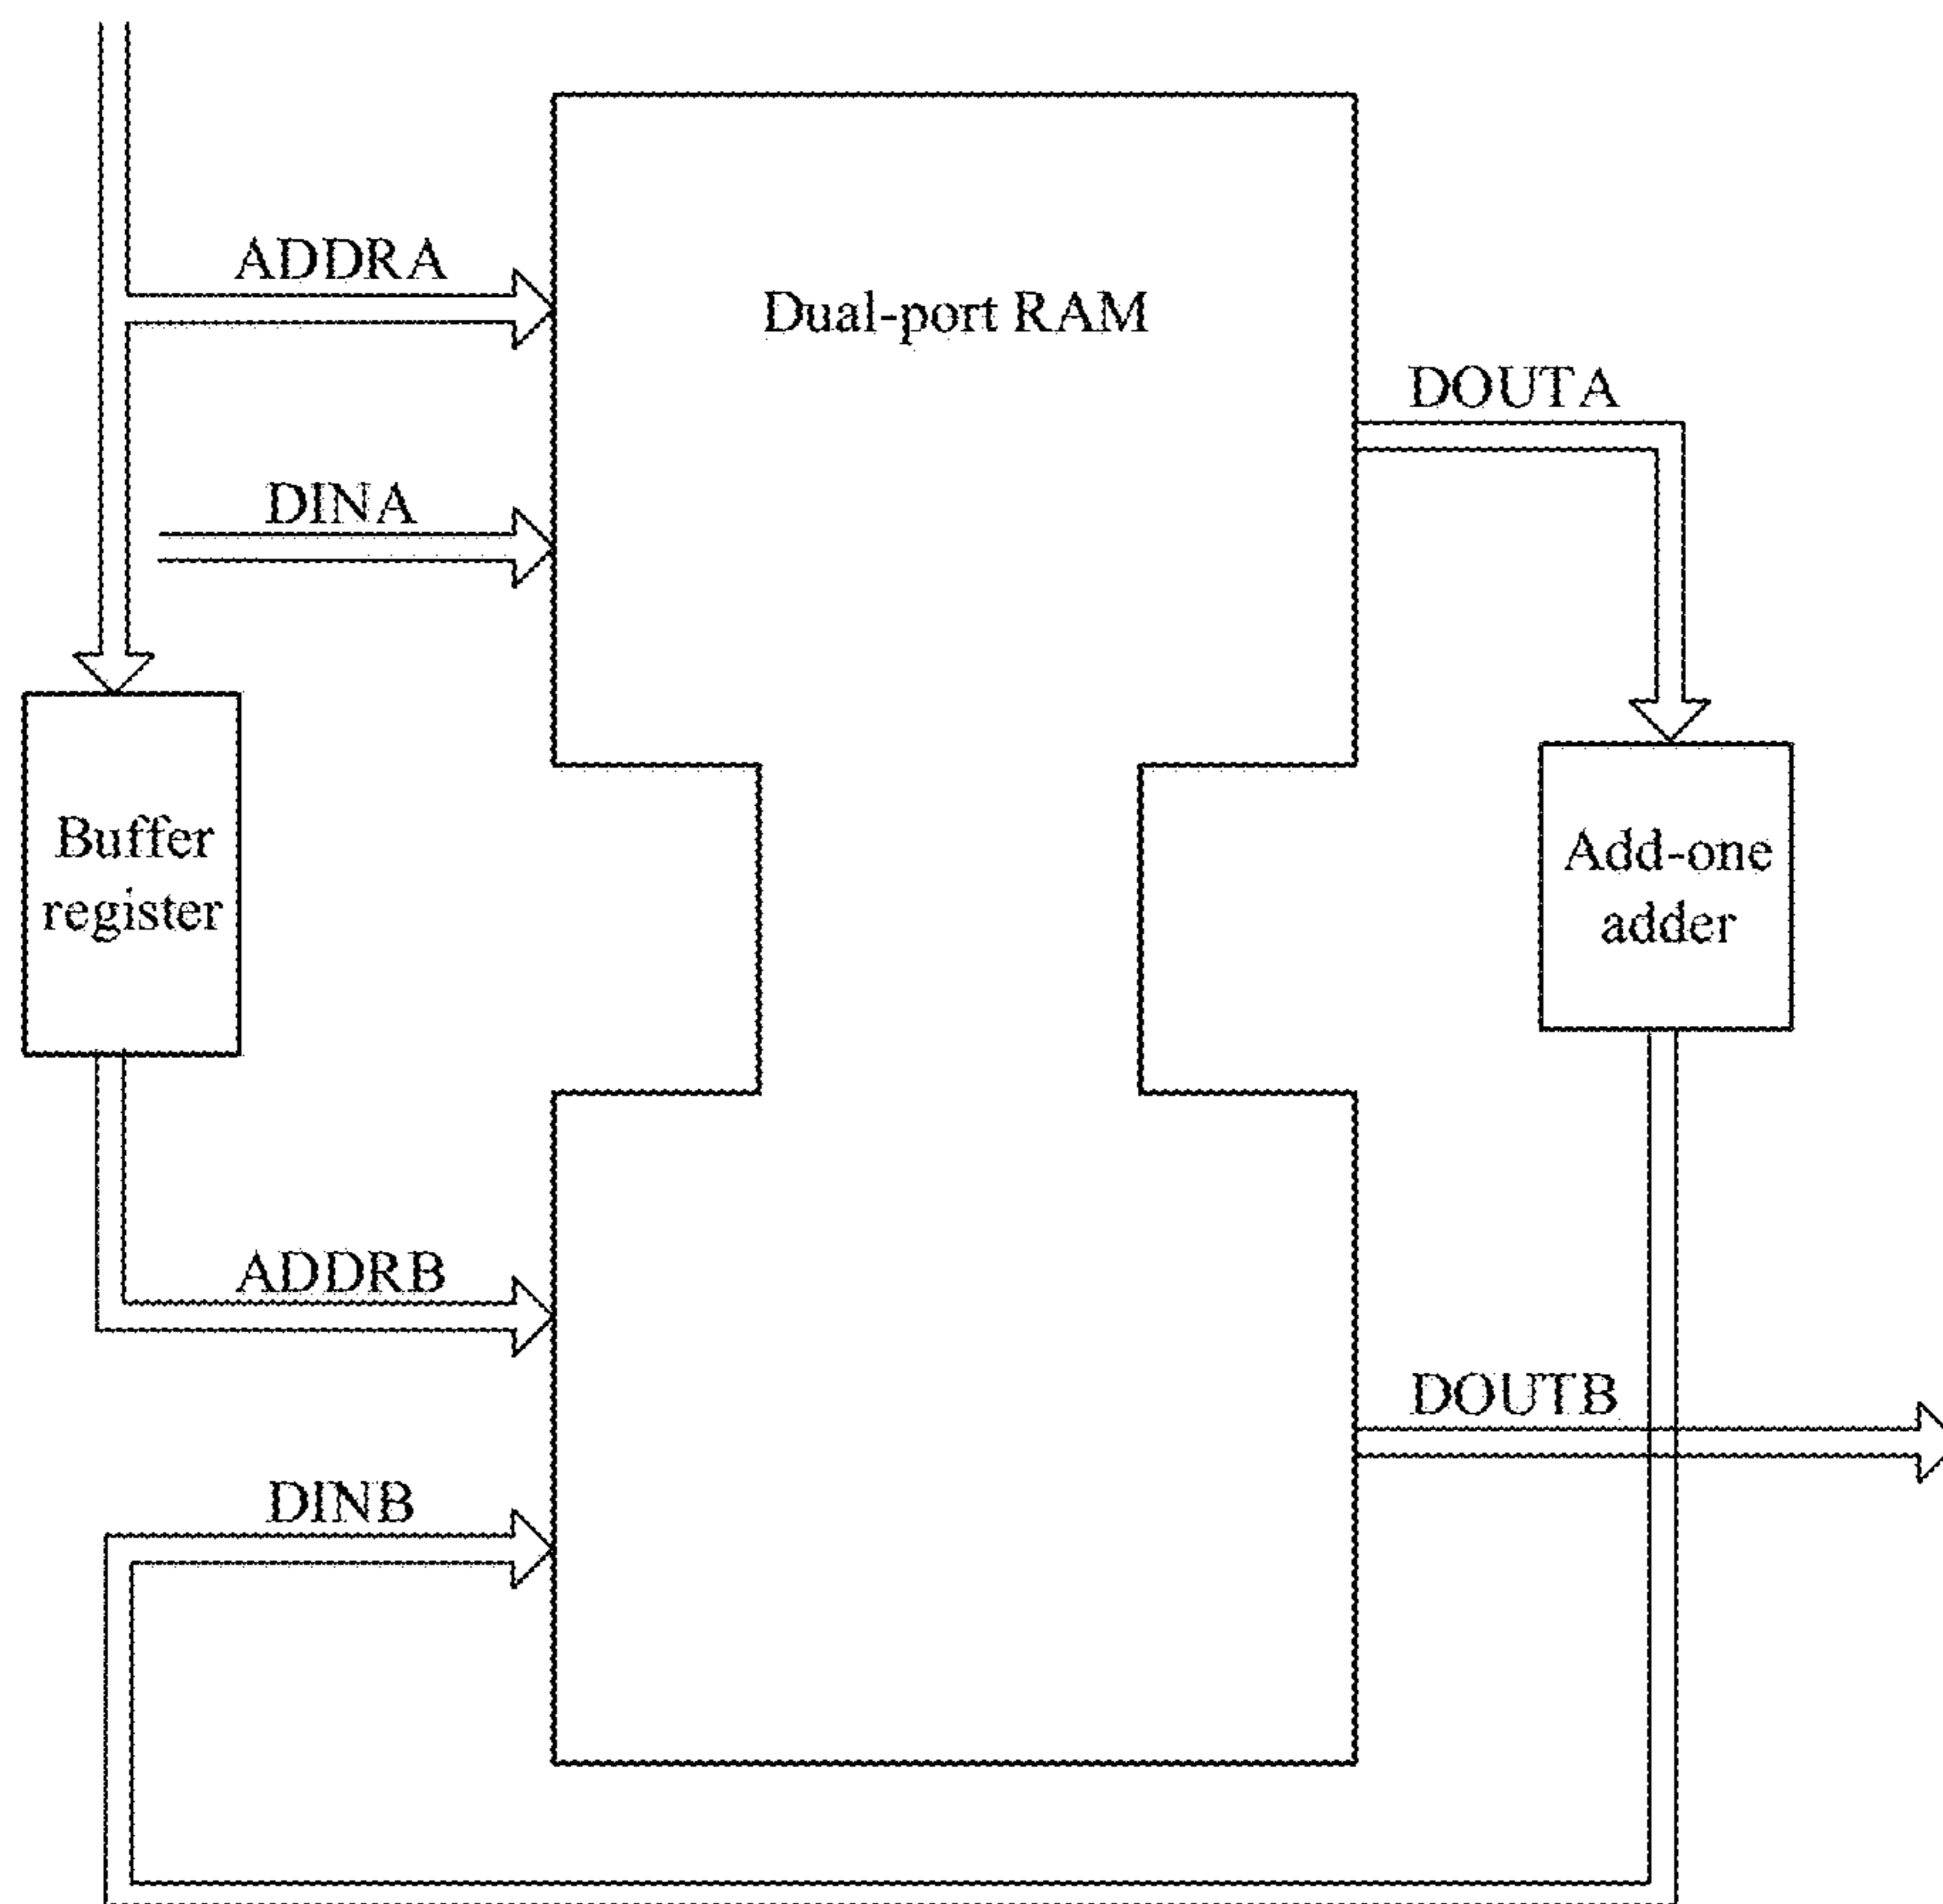 ADDRA
Dual-port RAM
DOUTA
DINA
Buffer
register
Add-one
adder
ADDRB
DOUTB
DINB